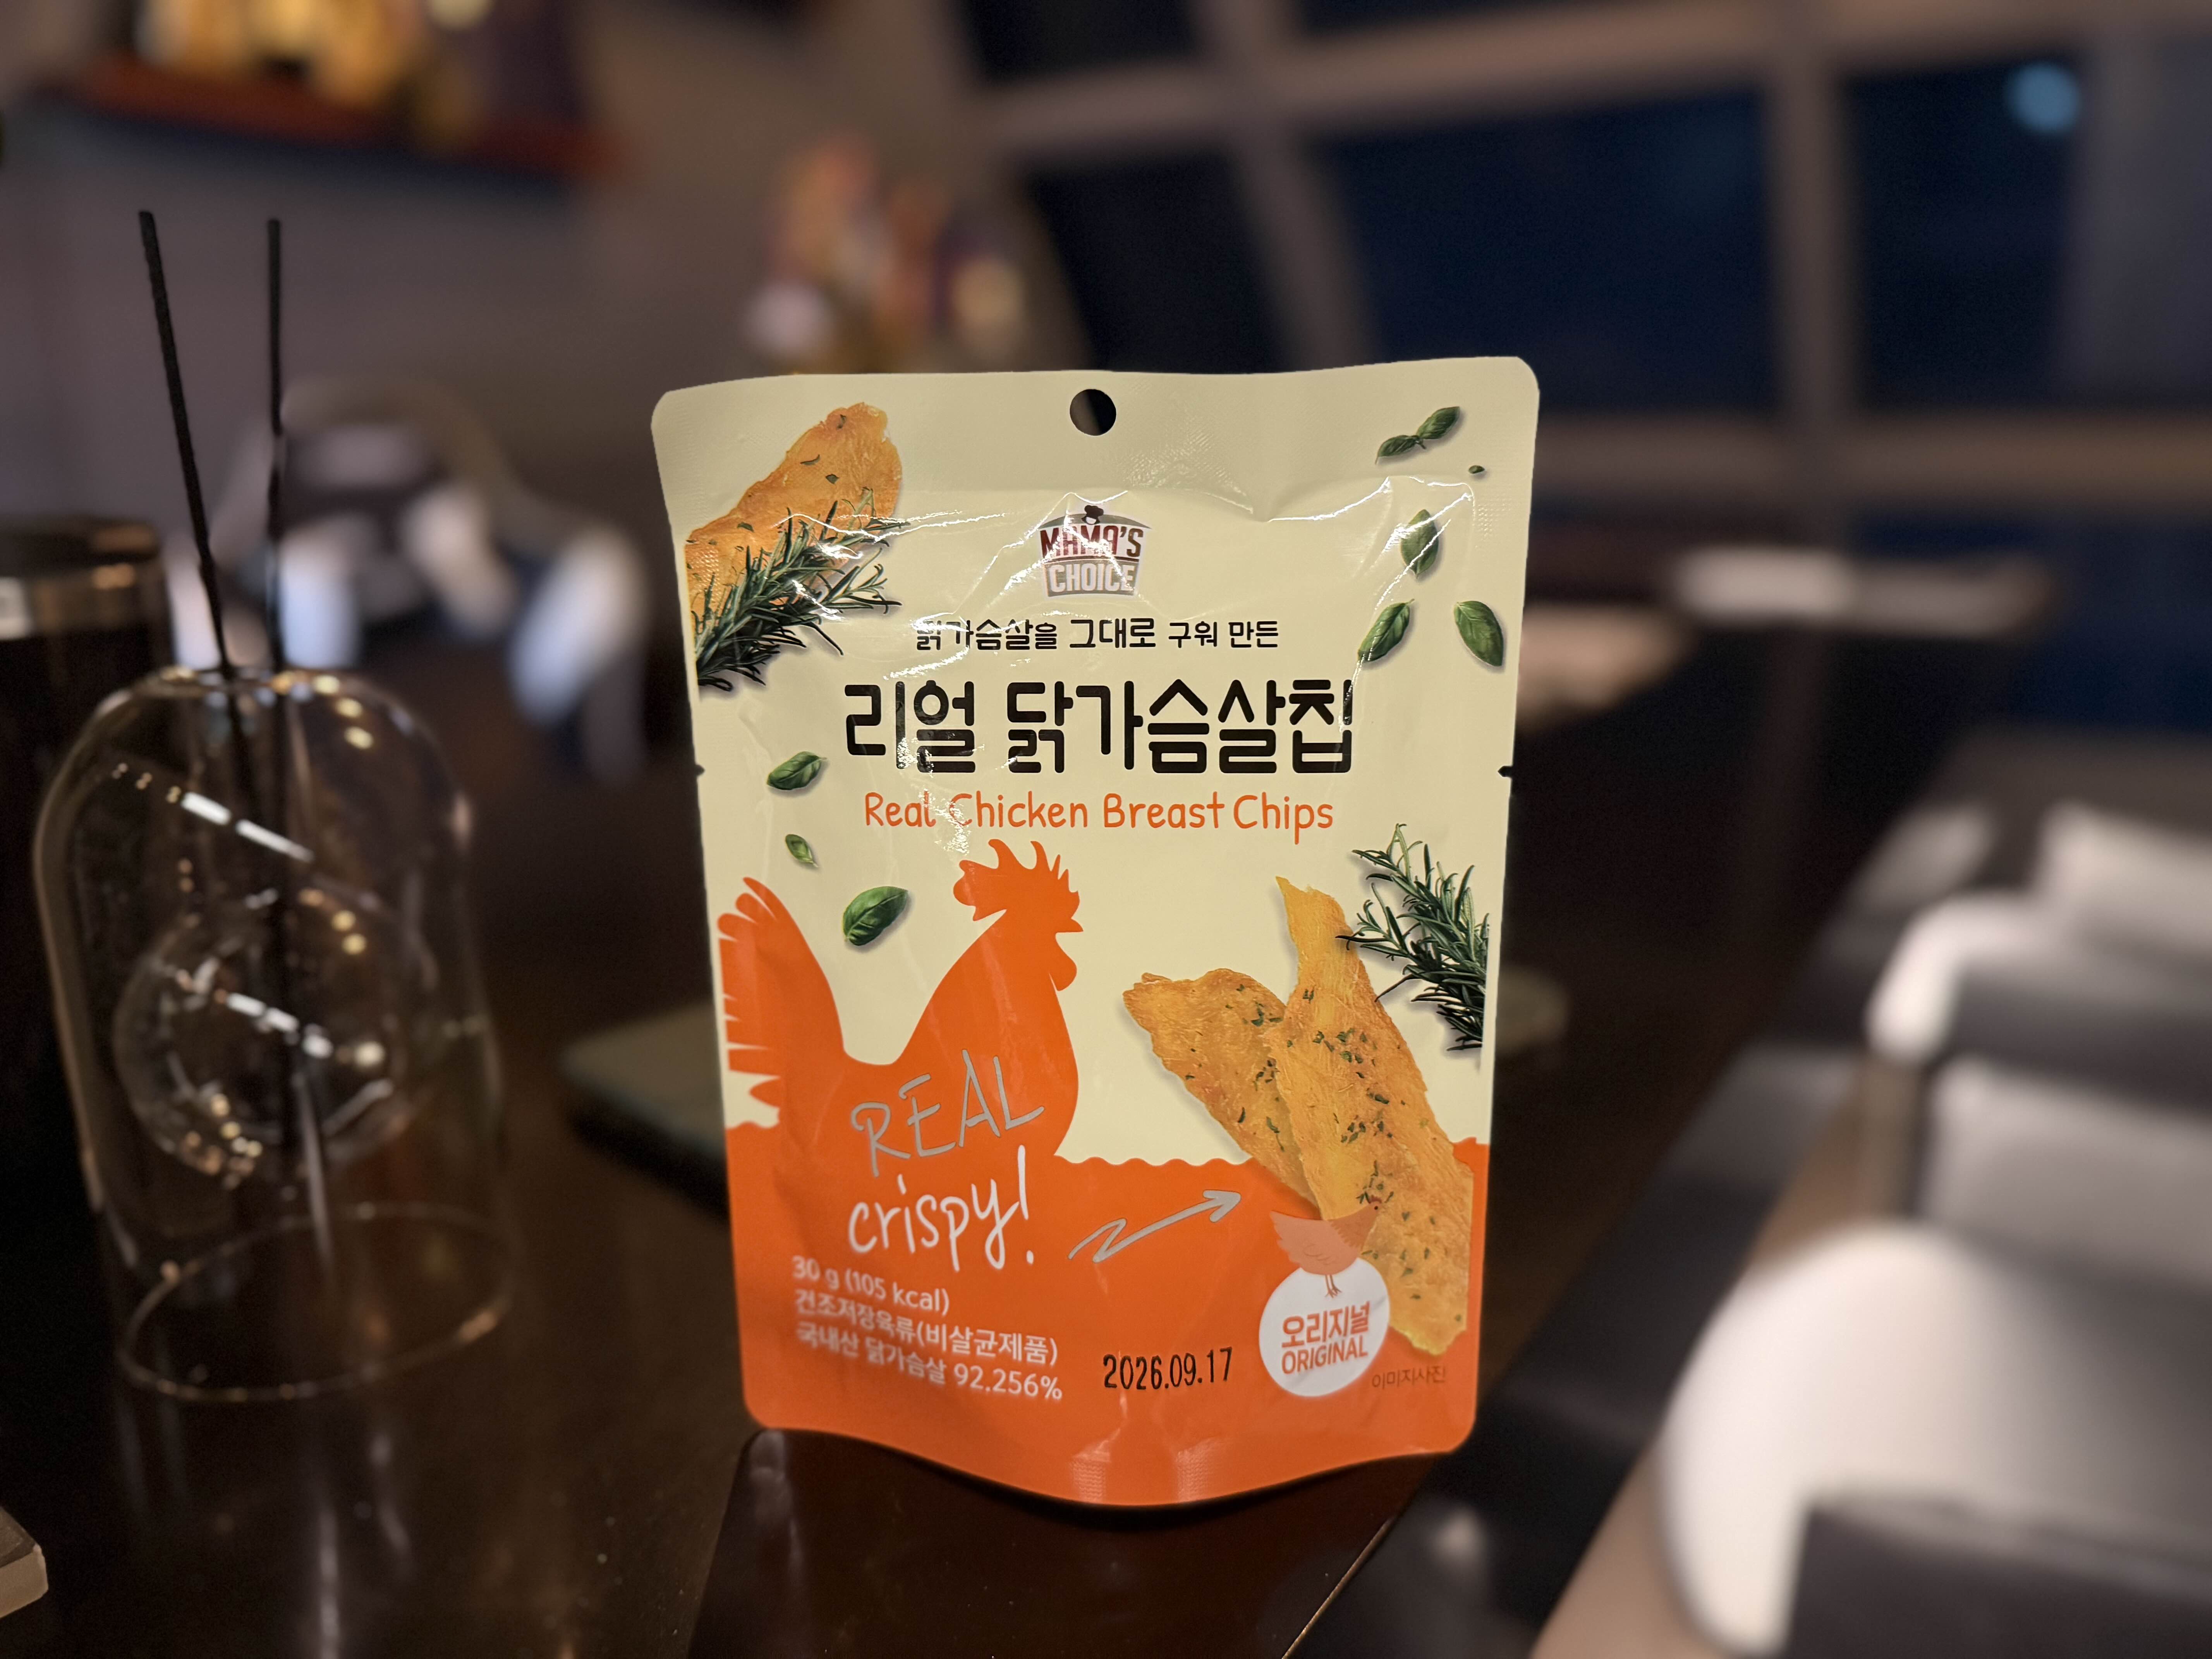 MAMA'S
CHOICE
닭가슴살을 그대로 구워 만든
리얼 닭가슴살칩
Real Chicken Breast Chips
REAL
crispy!
30 g (105 kcal)
건조저장육류(비살균제품)
국내산 닭가슴살 92.256%
2026.09.17
오리지널
ORIGINAL
이미지사진